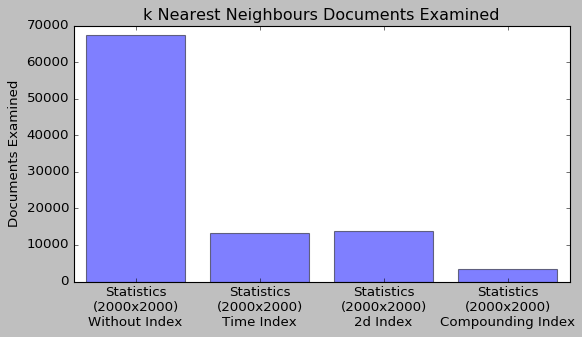 k Nearest Neighbours Documents Examined
Documents Examined
70000
60000
50000
40000
30000
20000
10000
0
Statistics
(2000x2000)
Without Index
Statistics
(2000x2000)
Time Index
Statistics
(2000x2000)
2d Index
Statistics
(2000x2000)
Compounding Index